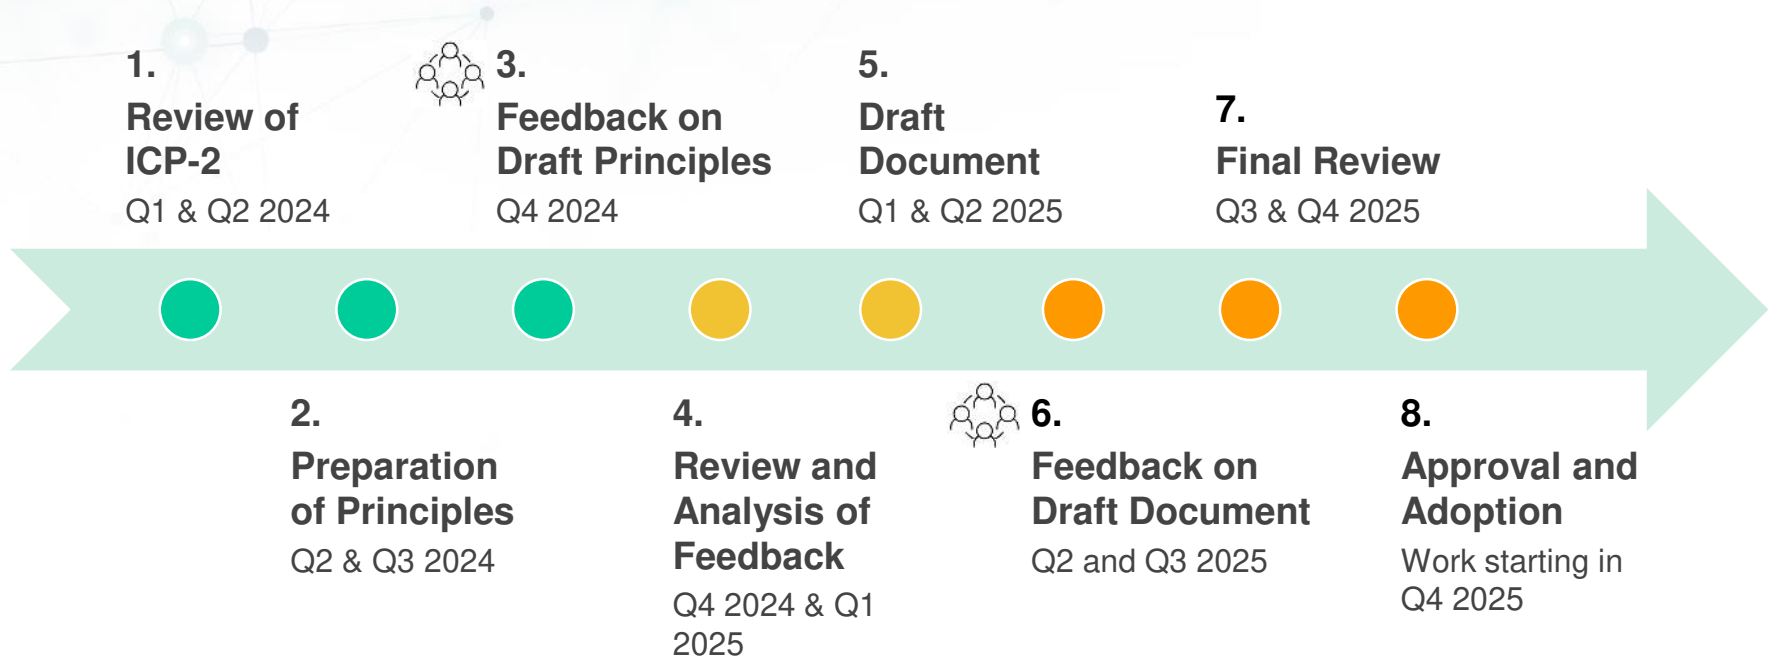 1.
Review of
ICP-2
Q1 & Q2 2024
3.
Feedback on
Draft Principles
Q4 2024
5.
Draft
Document
Q1 & Q2 2025
7.
Final Review
Q3 & Q4 2025
2.
Preparation
of Principles
Q2 & Q3 2024
4.
Review and
Analysis of
Feedback
Q4 2024 & Q1
2025
6.
Feedback on
Draft Document
Q2 and Q3 2025
8.
Approval and
Adoption
Work starting in
Q4 2025